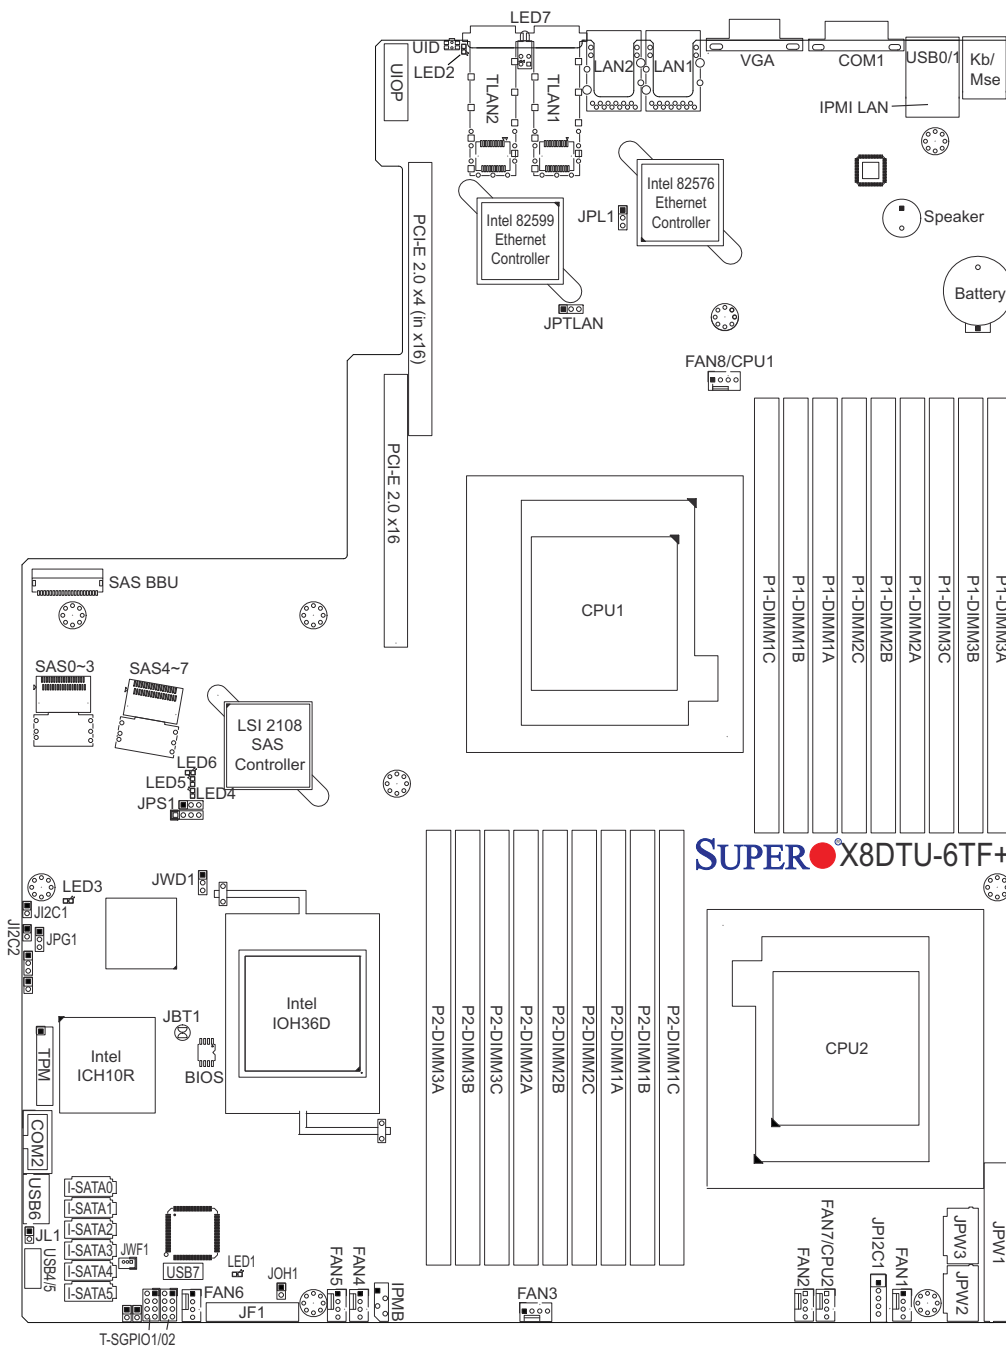 LED7
UID
LED2
UIOP
TLAN2
TLAN1
LAN2
LAN1
VGA
COM1
USB0/1
Kb/
Mse
IPMI LAN
Intel 82576
Ethernet
Controller
Intel 82599
Ethernet
Controller
JPL1
Speaker
JPTLAN
Battery
PCI-E 2.0 x4 (in x16)
FAN8/CPU1
PCI-E 2.0 x16
CPU1
P1-DIMM1C
P1-DIMM1B
P1-DIMM1A
P1-DIMM2C
P1-DIMM2B
P1-DIMM2A
P1-DIMM3C
P1-DIMM3B
P1-DIMM3A
SAS BBU
SAS0~3
SAS4~7
LSI 2108
SAS
Controller
LED6
LED5
LED4
JPS1
SUPER ® X8DTU-6TF+
JWD1
LED3
JI2C1
JI2C2
JPG1
Intel
IOH36D
JBT1
BIOS
Intel
ICH10R
TPM
P2-DIMM3A
P2-DIMM3B
P2-DIMM3C
P2-DIMM2A
P2-DIMM2B
P2-DIMM2C
P2-DIMM1A
P2-DIMM1B
P2-DIMM1C
CPU2
COM2
USB6
I-SATA0
I-SATA1
I-SATA2
I-SATA3
I-SATA4
I-SATA5
JL1
USB4/5
JWF1
USB7
LED1
JOH1
FAN6
JF1
FAN5
FAN4
IPMB
FAN3
FAN2
FAN7/CPU2
JPI2C1
FAN1
JPW3
JPW2
JPW1
T-SGPIO1/02